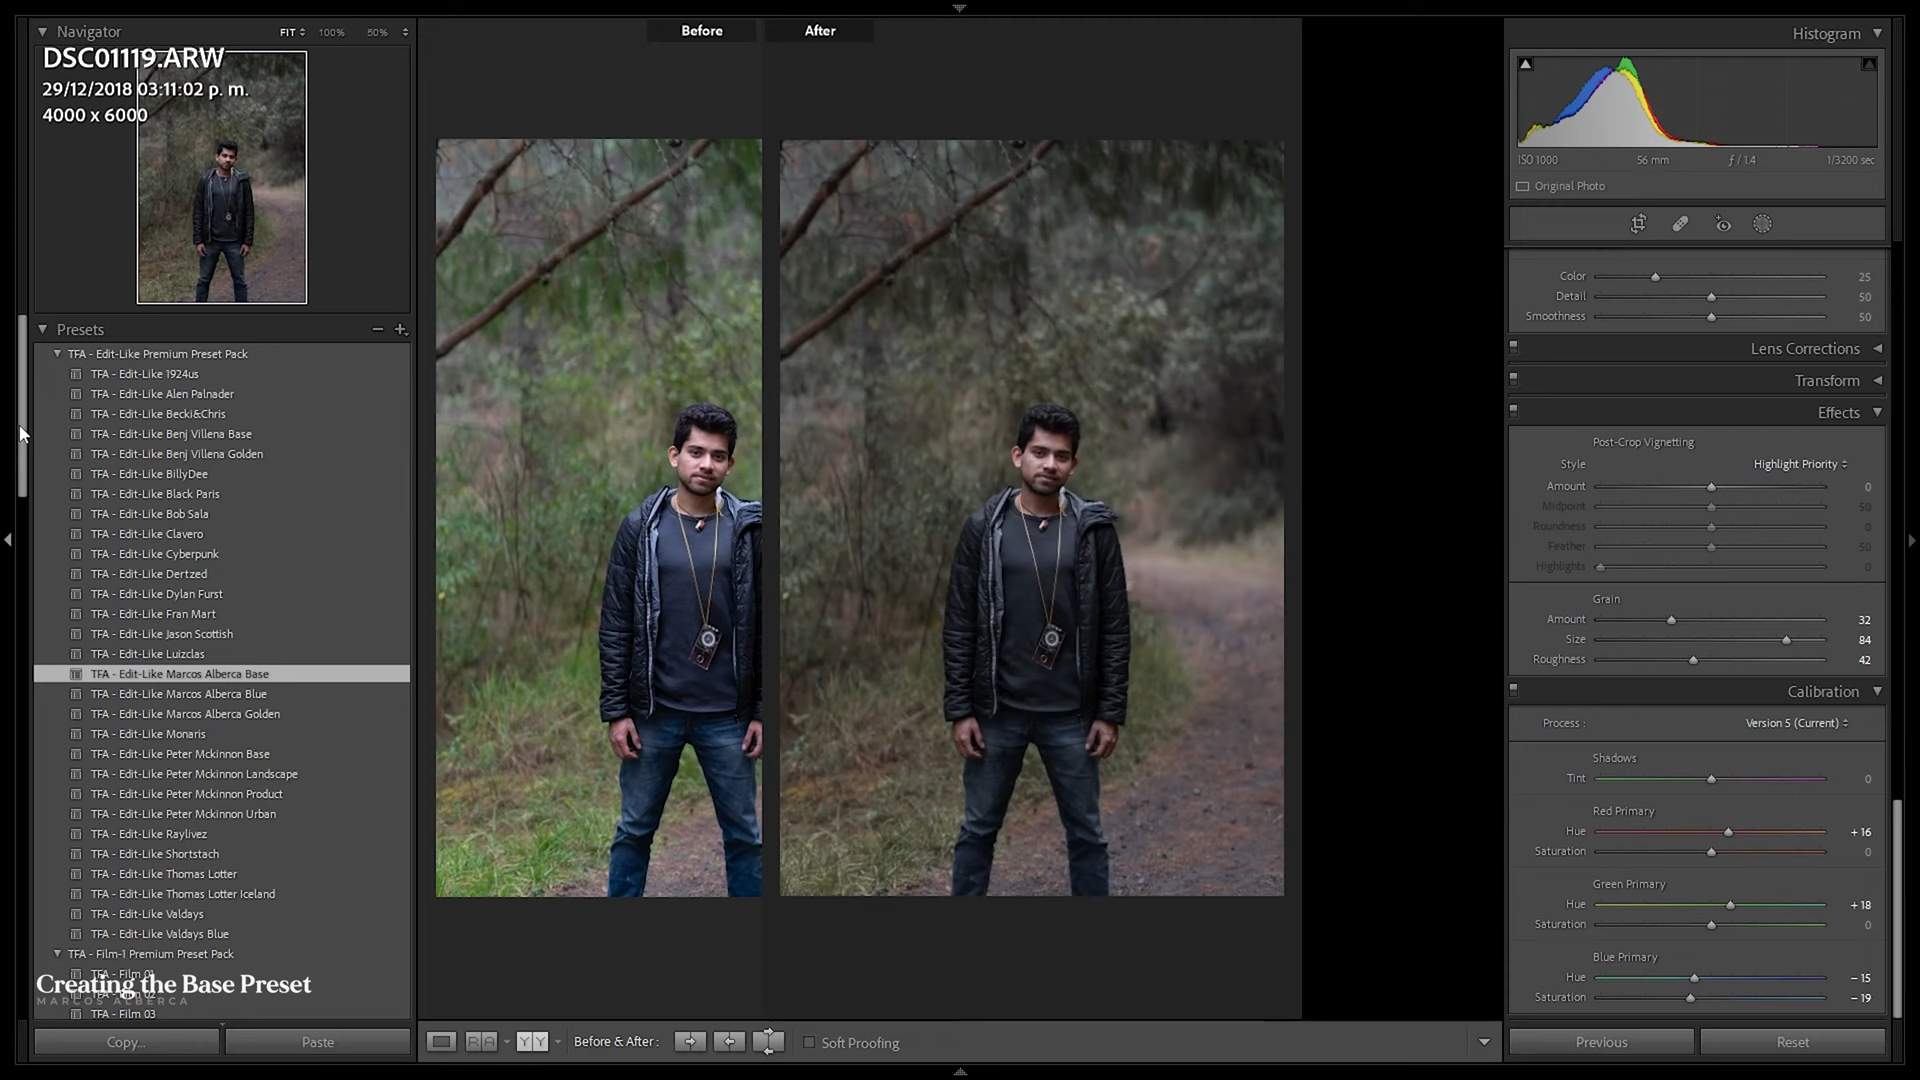 Navigator
FIT
100%
50%
DSC01119.ARW
29/12/2018 03:11:02 p. m.
4000 x 6000
Presets
TFA - Edit-Like Premium Preset Pack
TFA - Edit-Like 1924us
TFA - Edit-Like Alen Palnader
TFA - Edit-Like Becki&Chris
TFA - Edit-Like Benj Villena Base
TFA - Edit-Like Benj Villena Golden
TFA - Edit-Like BillyDee
TFA - Edit-Like Black Paris
TFA - Edit-Like Bob Sala
TFA - Edit-Like Clavero
TFA - Edit-Like Cyberpunk
TFA - Edit-Like Dertzed
TFA - Edit-Like Dylan Furst
TFA - Edit-Like Fran Mart
TFA - Edit-Like Jason Scottish
TFA - Edit-Like Luizclas
TFA - Edit-Like Marcos Alberca Base
TFA - Edit-Like Marcos Alberca Blue
TFA - Edit-Like Marcos Alberca Golden
TFA - Edit-Like Monaris
TFA - Edit-Like Peter Mckinnon Base
TFA - Edit-Like Peter Mckinnon Landscape
TFA - Edit-Like Peter Mckinnon Product
TFA - Edit-Like Peter Mckinnon Urban
TFA - Edit-Like Raylivez
TFA - Edit-Like Shortstach
TFA - Edit-Like Thomas Lotter
TFA - Edit-Like Thomas Lotter Iceland
TFA - Edit-Like Valdays
TFA - Edit-Like Valdays Blue
TFA - Film-1 Premium Preset Pack
TFA - Film 01
Creating the Base Preset
TFA - Film 02
MARCOS ALBERCA
TFA - Film 03
Copy...
Paste
Before
After
Before & After :
Soft Proofing
Histogram
ISO 1000
56 mm
ƒ / 1.4
1/3200 sec
Original Photo
Color 25
Detail 50
Smoothness 50
Lens Corrections
Transform
Effects
Post-Crop Vignetting
Style Highlight Priority
Amount 0
Midpoint 50
Roundness 0
Feather 50
Highlights 0
Grain
Amount 32
Size 84
Roughness 42
Calibration
Process : Version 5 (Current)
Shadows
Tint 0
Red Primary
Hue + 16
Saturation 0
Green Primary
Hue + 18
Saturation 0
Blue Primary
Hue − 15
Saturation − 19
Previous
Reset